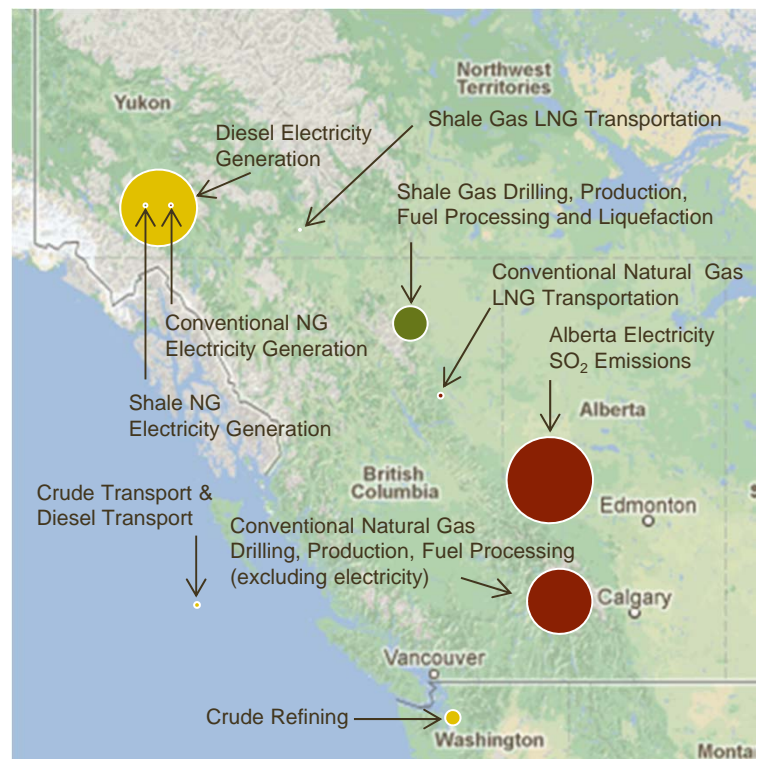 Northwest
Territories
Yukon
Shale Gas LNG Transportation
Diesel Electricity
Generation
Shale Gas Drilling, Production,
Fuel Processing and Liquefaction
Conventional Natural Gas
LNG Transportation
Conventional NG
Electricity Generation
Alberta Electricity
SO₂ Emissions
Shale NG
Electricity Generation
Alberta
British
Columbia
Crude Transport &
Diesel Transport
Edmonton
Conventional Natural Gas
Drilling, Production, Fuel Processing
(excluding electricity)
Calgary
Vancouver
Crude Refining
Washington
Monta